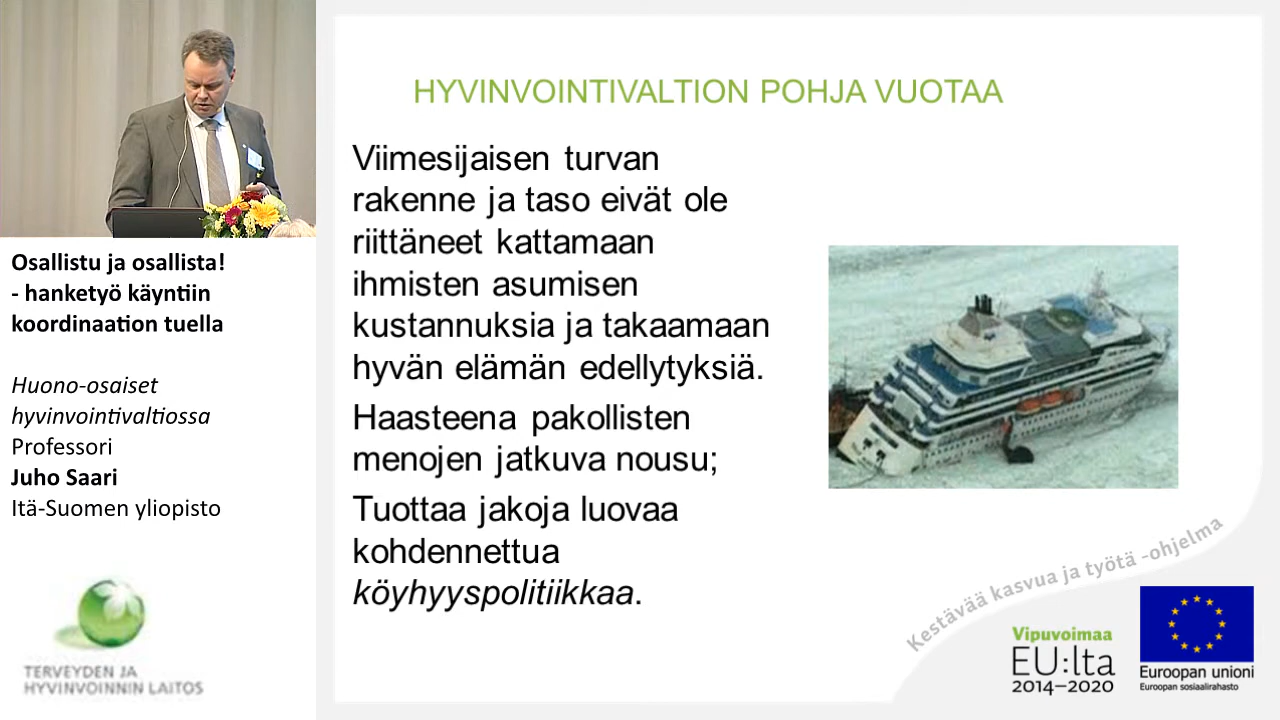 Osallistu ja osallista!
- hanketyö käyntiin
koordinaation tuella
Huono-osaiset
hyvinvointivaltiossa
Professori
Juho Saari
Itä-Suomen yliopisto
TERVEYDEN JA
HYVINVOINNIN LAITOS
HYVINVOINTIVALTION POHJA VUOTAA
Viimesijaisen turvan
rakenne ja taso eivät ole
riittäneet kattamaan
ihmisten asumisen
kustannuksia ja takaamaan
hyvän elämän edellytyksiä.
Haasteena pakollisten
menojen jatkuva nousu;
Tuottaa jakoja luovaa
kohdennettua
köyhyyspolitiikkaa.
Kestävää kasvua ja työtä -ohjelma
Vipuvoimaa
EU:lta
2014–2020
Euroopan unioni
Euroopan sosiaalirahasto